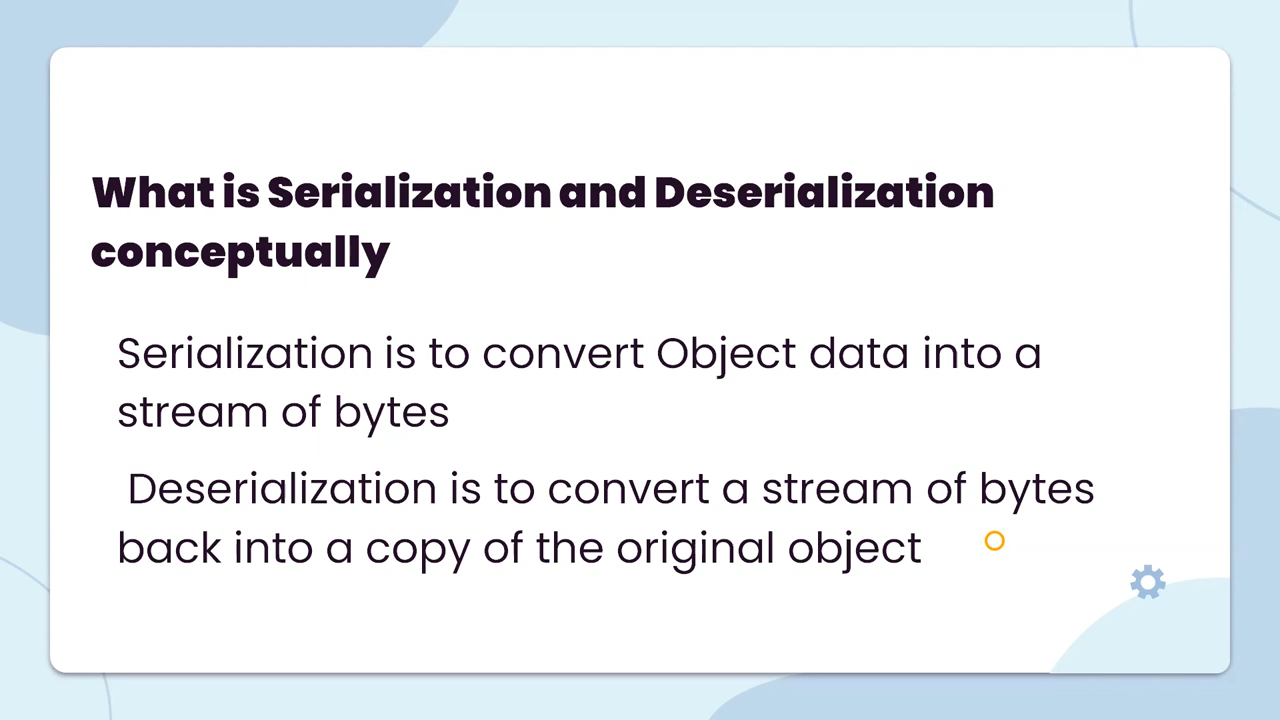 What is Serialization and Deserialization
conceptually
Serialization is to convert Object data into a
stream of bytes
Deserialization is to convert a stream of bytes
back into a copy of the original object